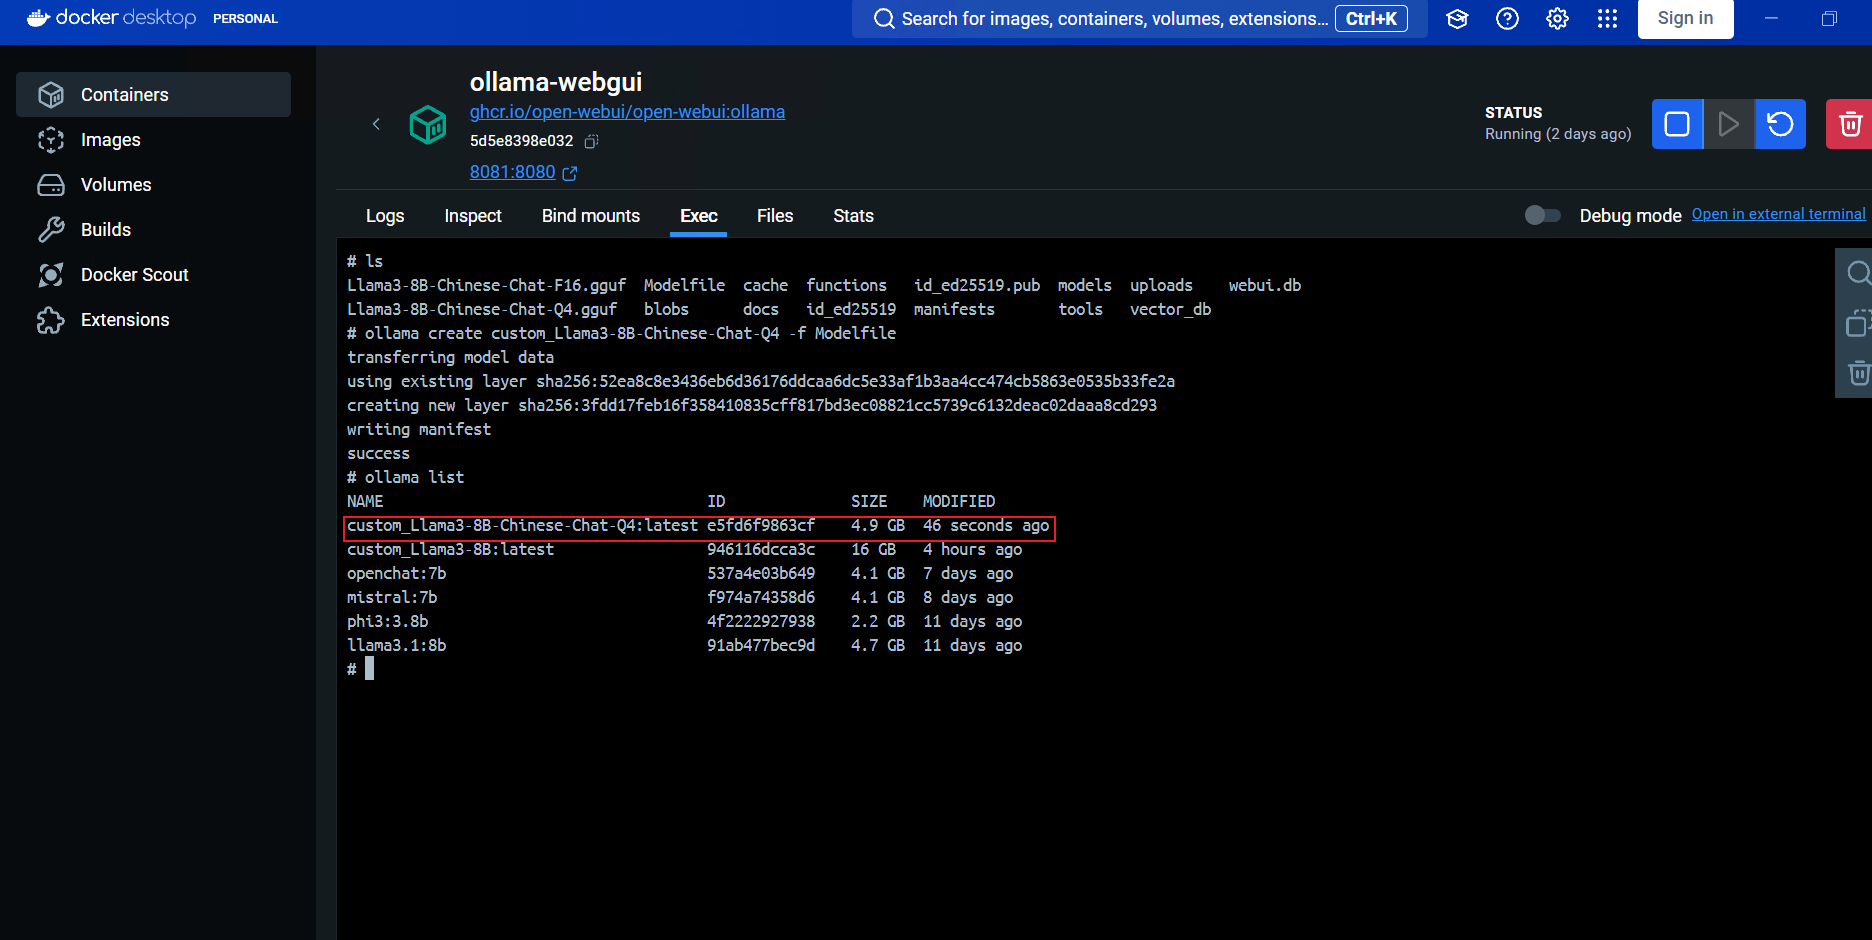 docker desktop PERSONAL
Search for images, containers, volumes, extensions... Ctrl+K
Sign in
Containers
Images
Volumes
Builds
Docker Scout
Extensions
ollama-webgui
ghcr.io/open-webui/open-webui:ollama
5d5e8398e032
8081:8080
STATUS
Running (2 days ago)
Logs Inspect Bind mounts Exec Files Stats
Debug mode Open in external terminal
# ls
Llama3-8B-Chinese-Chat-F16.gguf Modelfile cache functions id_ed25519.pub models uploads webui.db
Llama3-8B-Chinese-Chat-Q4.gguf blobs docs id_ed25519 manifests tools vector_db
# ollama create custom_Llama3-8B-Chinese-Chat-Q4 -f Modelfile
transferring model data
using existing layer sha256:52ea8c8e3436eb6d36176ddcaa6dc5e33af1b3aa4cc474cb5863e0535b33fe2a
creating new layer sha256:3fdd17feb16f358410835cff817bd3ec08821cc5739c6132deac02daaa8cd293
writing manifest
success
# ollama list
NAME ID SIZE MODIFIED
custom_Llama3-8B-Chinese-Chat-Q4:latest e5fd6f9863cf 4.9 GB 46 seconds ago
custom_Llama3-8B:latest 946116dcca3c 16 GB 4 hours ago
openchat:7b 537a4e03b649 4.1 GB 7 days ago
mistral:7b f974a74358d6 4.1 GB 8 days ago
phi3:3.8b 4f2222927938 2.2 GB 11 days ago
llama3.1:8b 91ab477bec9d 4.7 GB 11 days ago
#